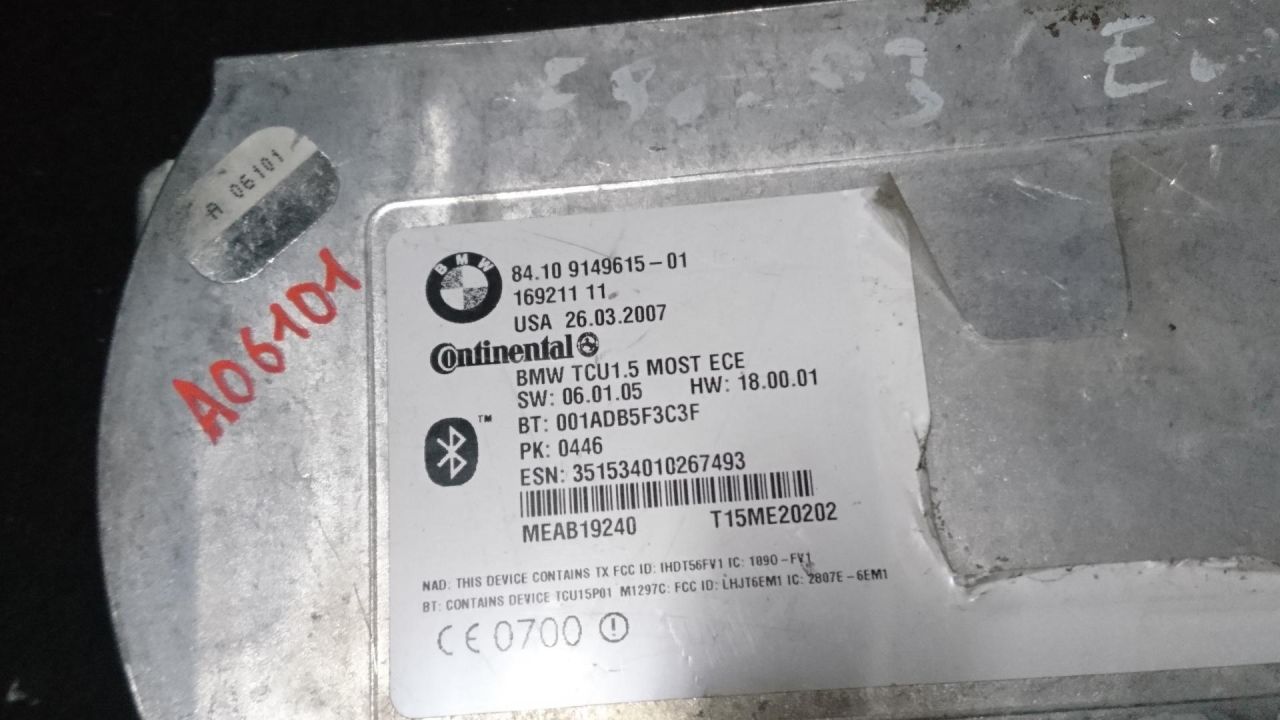 A 06101
A06101
BMW
84.10 9149615-01
169211 11
USA 26.03.2007
Continental
BMW TCU1.5 MOST ECE
SW: 06.01.05 HW: 18.00.01
BT: 001ADB5F3C3F
™
PK: 0446
ESN: 351534010267493
MEAB19240 T15ME20202
NAD: THIS DEVICE CONTAINS TX FCC ID: IHDT56FV1 IC: 1890-FV1
BT: CONTAINS DEVICE TCU15P01 M1297C: FCC ID: LHJT6EM1 IC: 2807E-6EM1
CE 0700